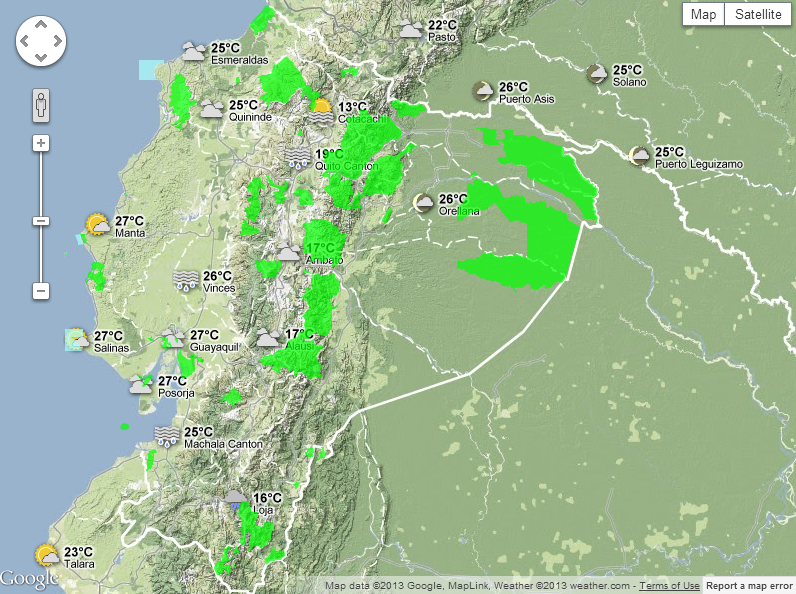 Map
Satellite
22°C
Pasto
25°C
Esmeraldas
25°C
Solano
26°C
Puerto Asis
25°C
Quininde
13°C
Cotacachi
19°C
Quito Canton
25°C
Puerto Leguizamo
26°C
Orellana
27°C
Manta
17°C
Ambato
26°C
Vinces
27°C
Salinas
27°C
Guayaquil
17°C
Alausi
27°C
Posorja
25°C
Machala Canton
16°C
Loja
23°C
Talara
Google
Map data ©2013 Google, MapLink, Weather ©2013 weather.com - Terms of Use
Report a map error